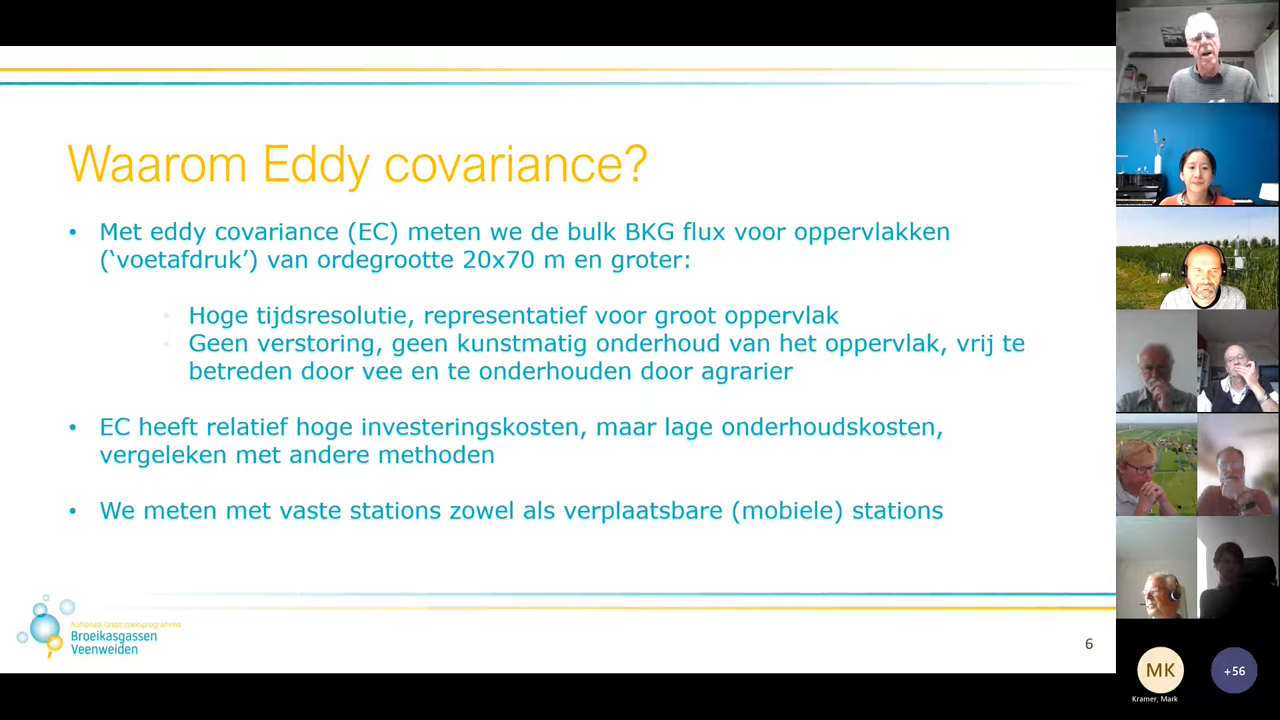 Waarom Eddy covariance?
• Met eddy covariance (EC) meten we de bulk BKG flux voor oppervlakken
(‘voetafdruk’) van ordegrootte 20x70 m en groter:
• Hoge tijdsresolutie, representatief voor groot oppervlak
• Geen verstoring, geen kunstmatig onderhoud van het oppervlak, vrij te
betreden door vee en te onderhouden door agrarier
• EC heeft relatief hoge investeringskosten, maar lage onderhoudskosten,
vergeleken met andere methoden
• We meten met vaste stations zowel als verplaatsbare (mobiele) stations
Nationaal Onderzoeksprogramma
Broeikasgassen
Veenweiden
6
MK
+56
Kramer, Mark